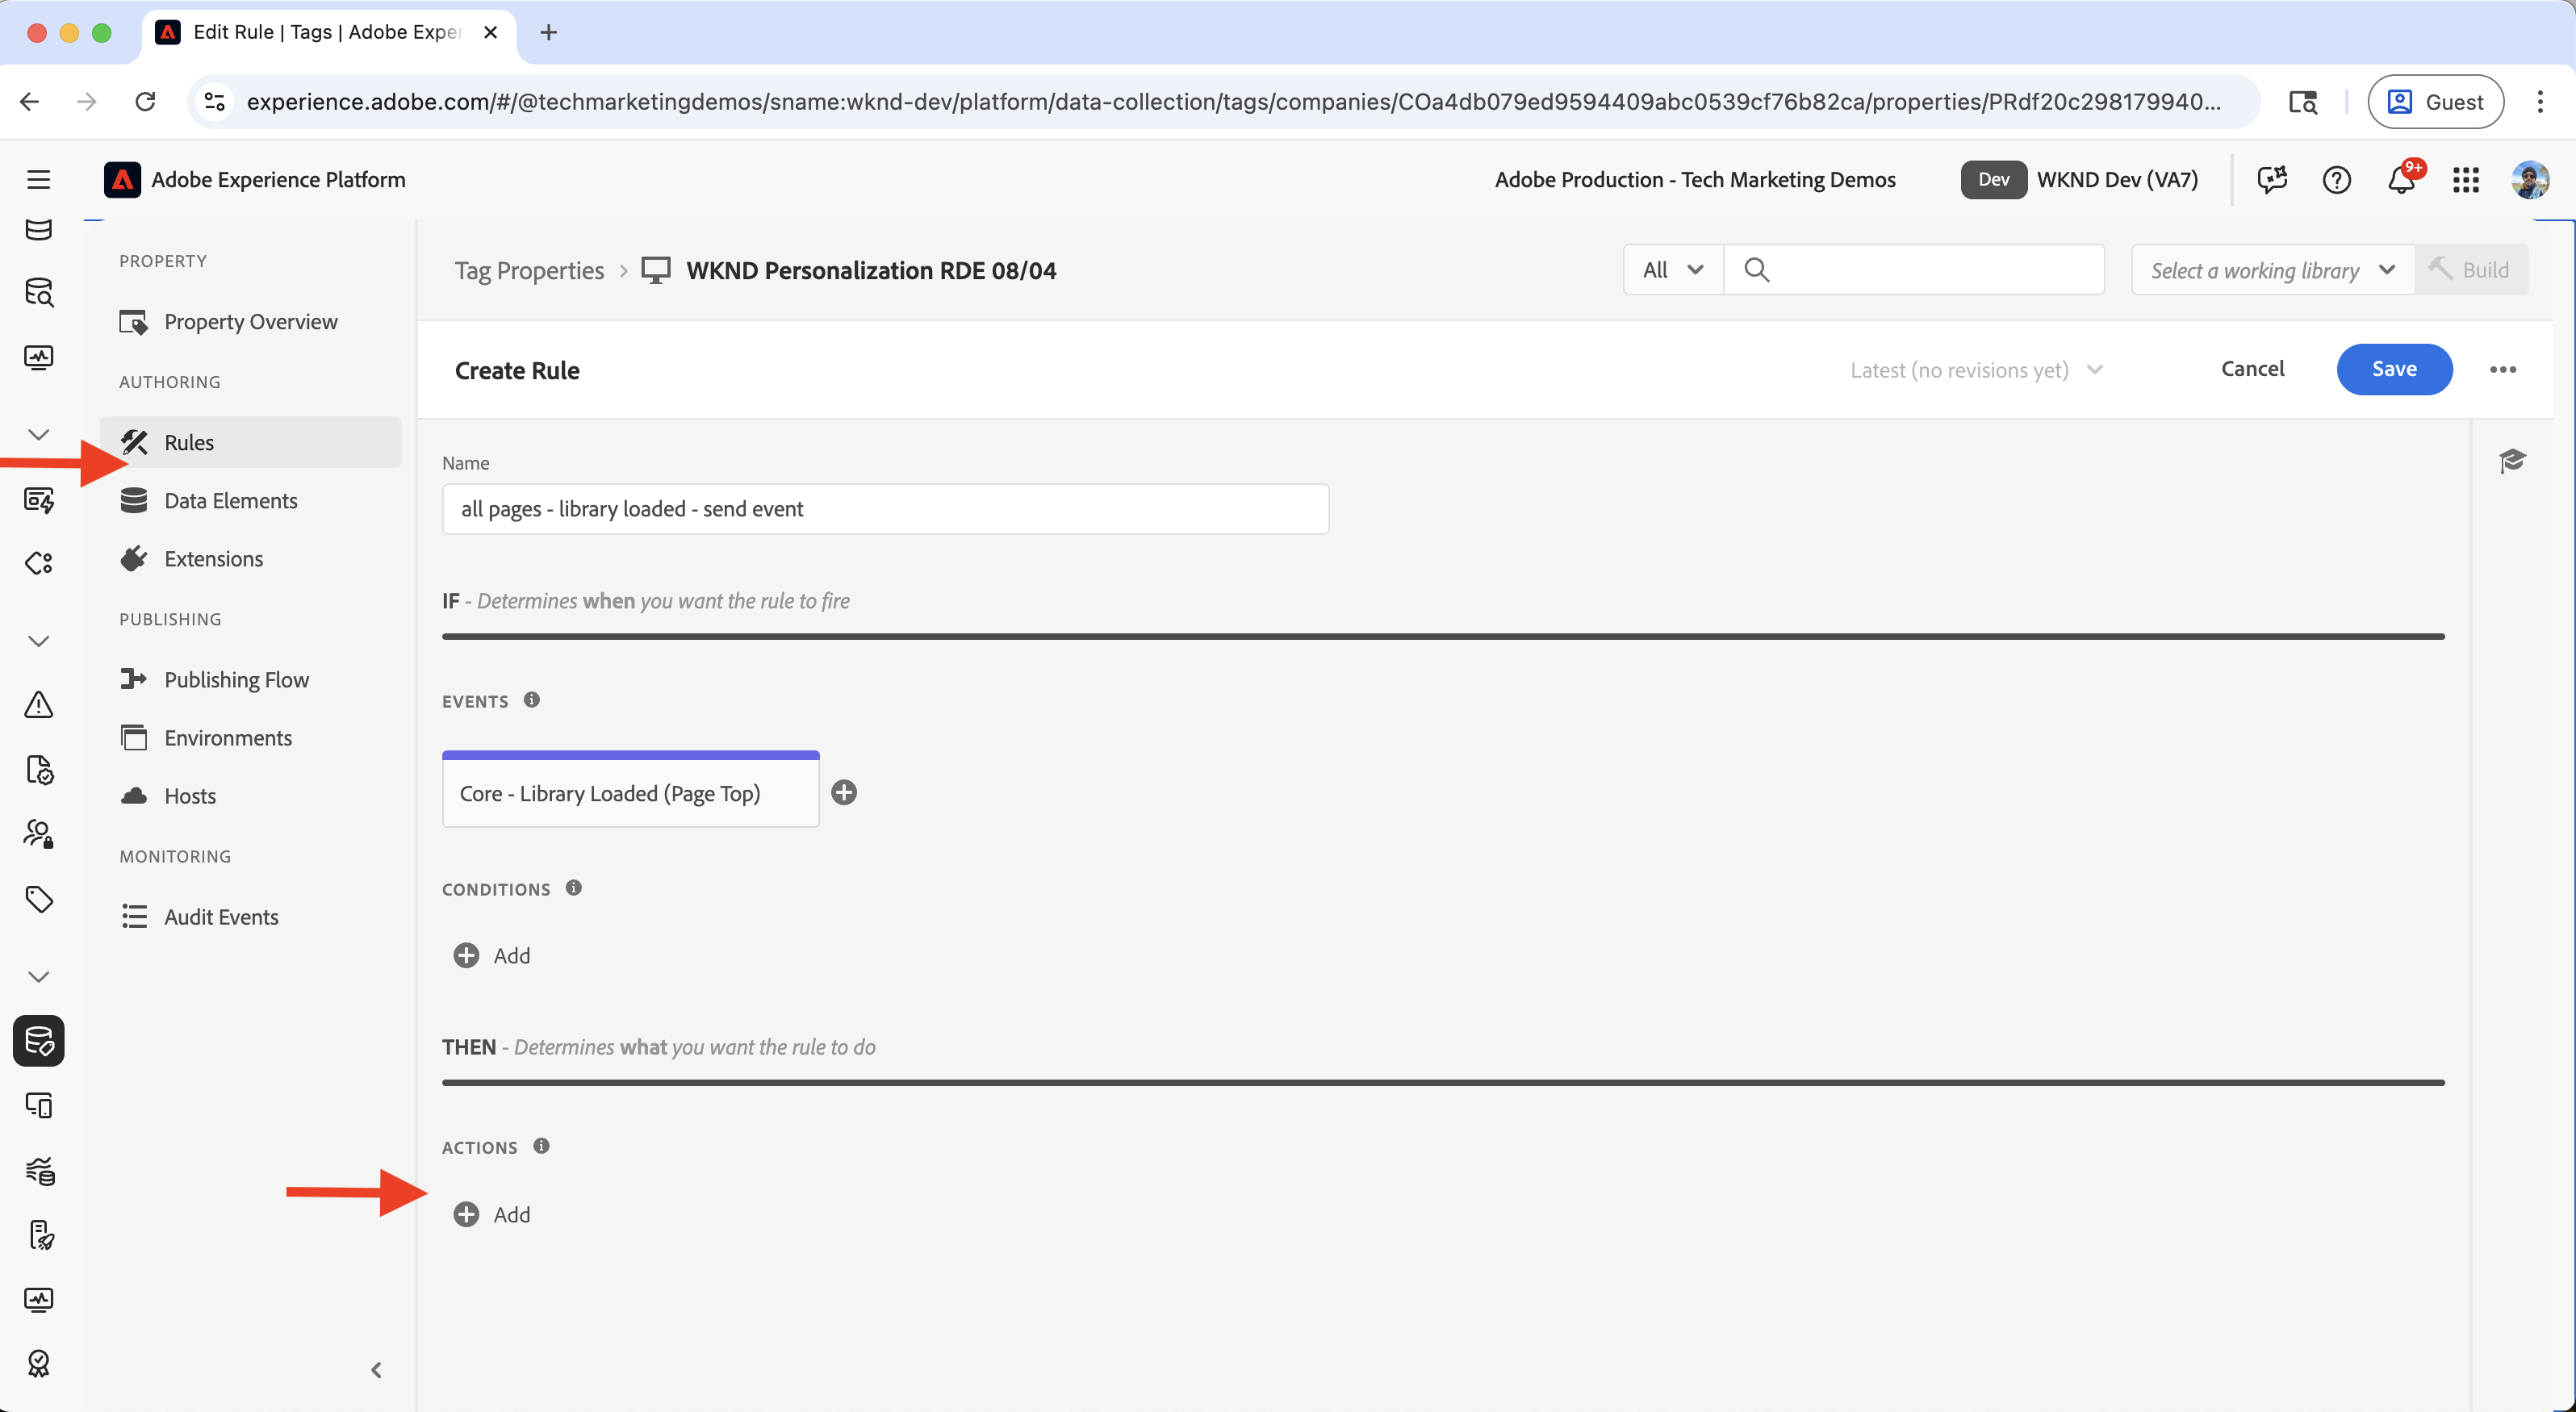 Edit Rule | Tags | Adobe Exper
experience.adobe.com/#/@techmarketingdemos/sname:wknd-dev/platform/data-collection/tags/companies/COa4db079ed9594409abc0539cf76b82ca/properties/PRdf20c298179940...
Guest
Adobe Experience Platform
Adobe Production - Tech Marketing Demos
Dev
WKND Dev (VA7)
9+
PROPERTY
Property Overview
AUTHORING
Rules
Data Elements
Extensions
PUBLISHING
Publishing Flow
Environments
Hosts
MONITORING
Audit Events
Tag Properties
WKND Personalization RDE 08/04
All
Select a working library
Build
Create Rule
Latest (no revisions yet)
Cancel
Save
Name
all pages - library loaded - send event
IF - Determines when you want the rule to fire
EVENTS
Core - Library Loaded (Page Top)
CONDITIONS
Add
THEN - Determines what you want the rule to do
ACTIONS
Add